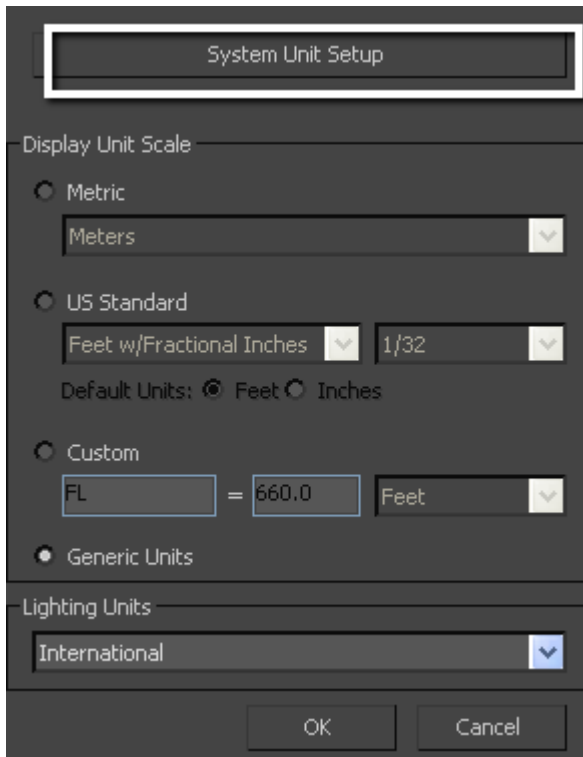 System Unit Setup
Display Unit Scale
Metric
Meters
US Standard
Feet w/Fractional Inches 1/32
Default Units: Feet Inches
Custom
FL = 660.0 Feet
Generic Units
Lighting Units
International
OK Cancel